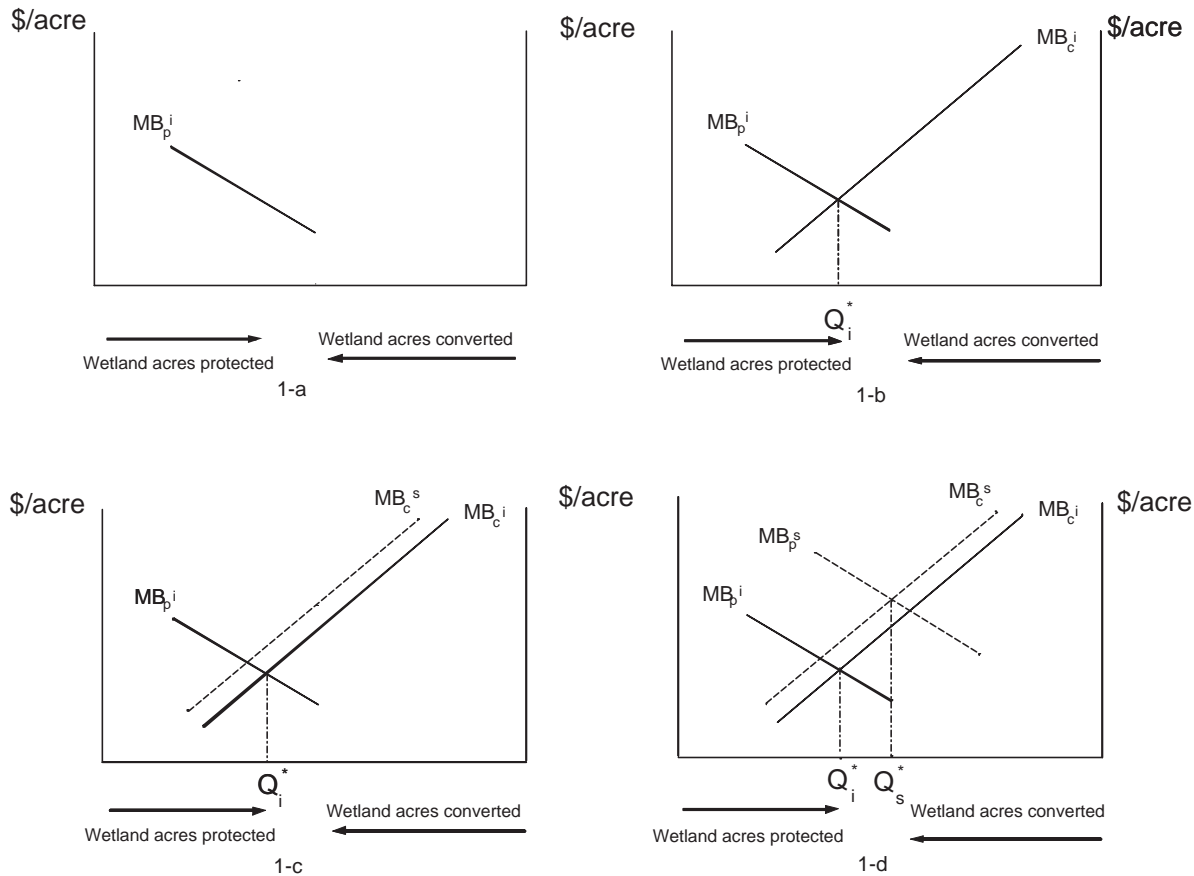 $/acre
MB_p^i
Wetland acres protected
Wetland acres converted
1-a
$/acre
$/acre
MB_c^i
MB_p^i
Q_i^*
Wetland acres protected
Wetland acres converted
1-b
$/acre
MB_c^s
MB_c^i
MB_p^i
Q_i^*
Wetland acres protected
Wetland acres converted
1-c
$/acre
$/acre
MB_c^s
MB_c^i
MB_p^s
MB_p^i
Q_i^*
Q_s^*
Wetland acres protected
Wetland acres converted
1-d